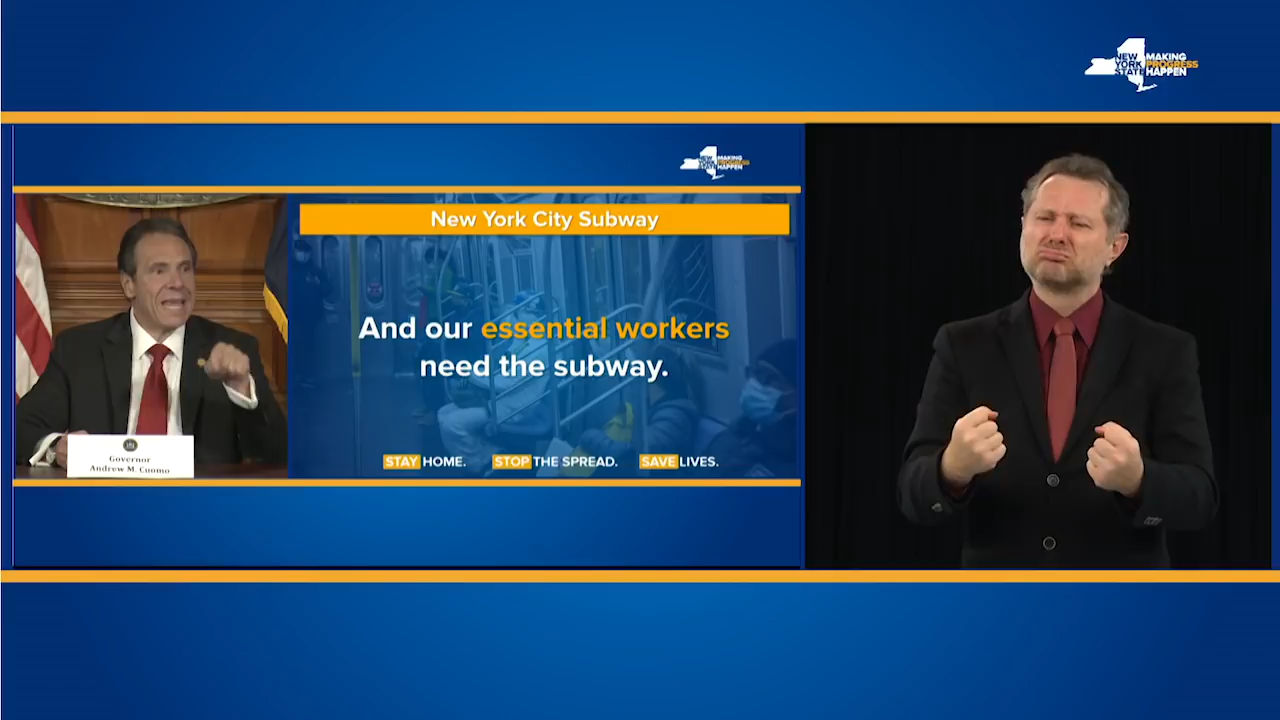 NEW YORK STATE
MAKING PROGRESS HAPPEN
NEW YORK STATE
MAKING PROGRESS HAPPEN
New York City Subway
And our essential workers
need the subway.
STAY HOME. STOP THE SPREAD. SAVE LIVES.
Governor
Andrew M. Cuomo